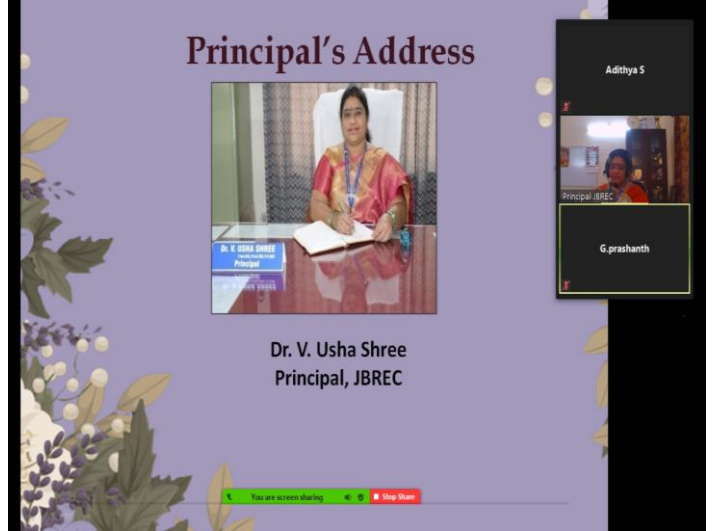 Principal's Address
Dr. V. USHA SHREE
Principal
Dr. V. Usha Shree
Principal, JBREC
Adithya S
Principal JBREC
G.prashanth
You are screen sharing
Stop Share